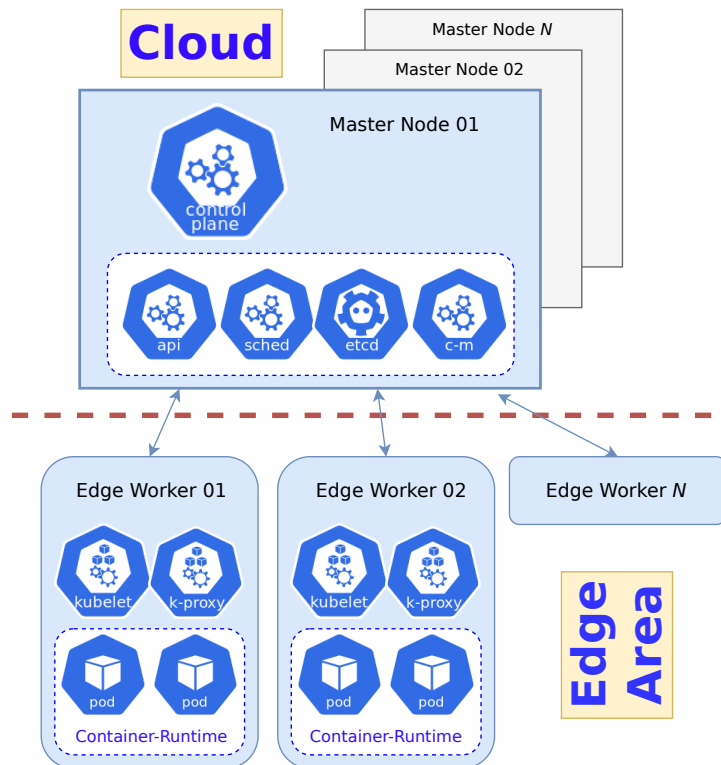 Cloud
Master Node N
Master Node 02
Master Node 01
control
plane
api
sched
etcd
c-m
Edge Worker 01
Edge Worker 02
Edge Worker N
kubelet
k-proxy
kubelet
k-proxy
pod
pod
pod
pod
Container-Runtime
Container-Runtime
Edge
Area